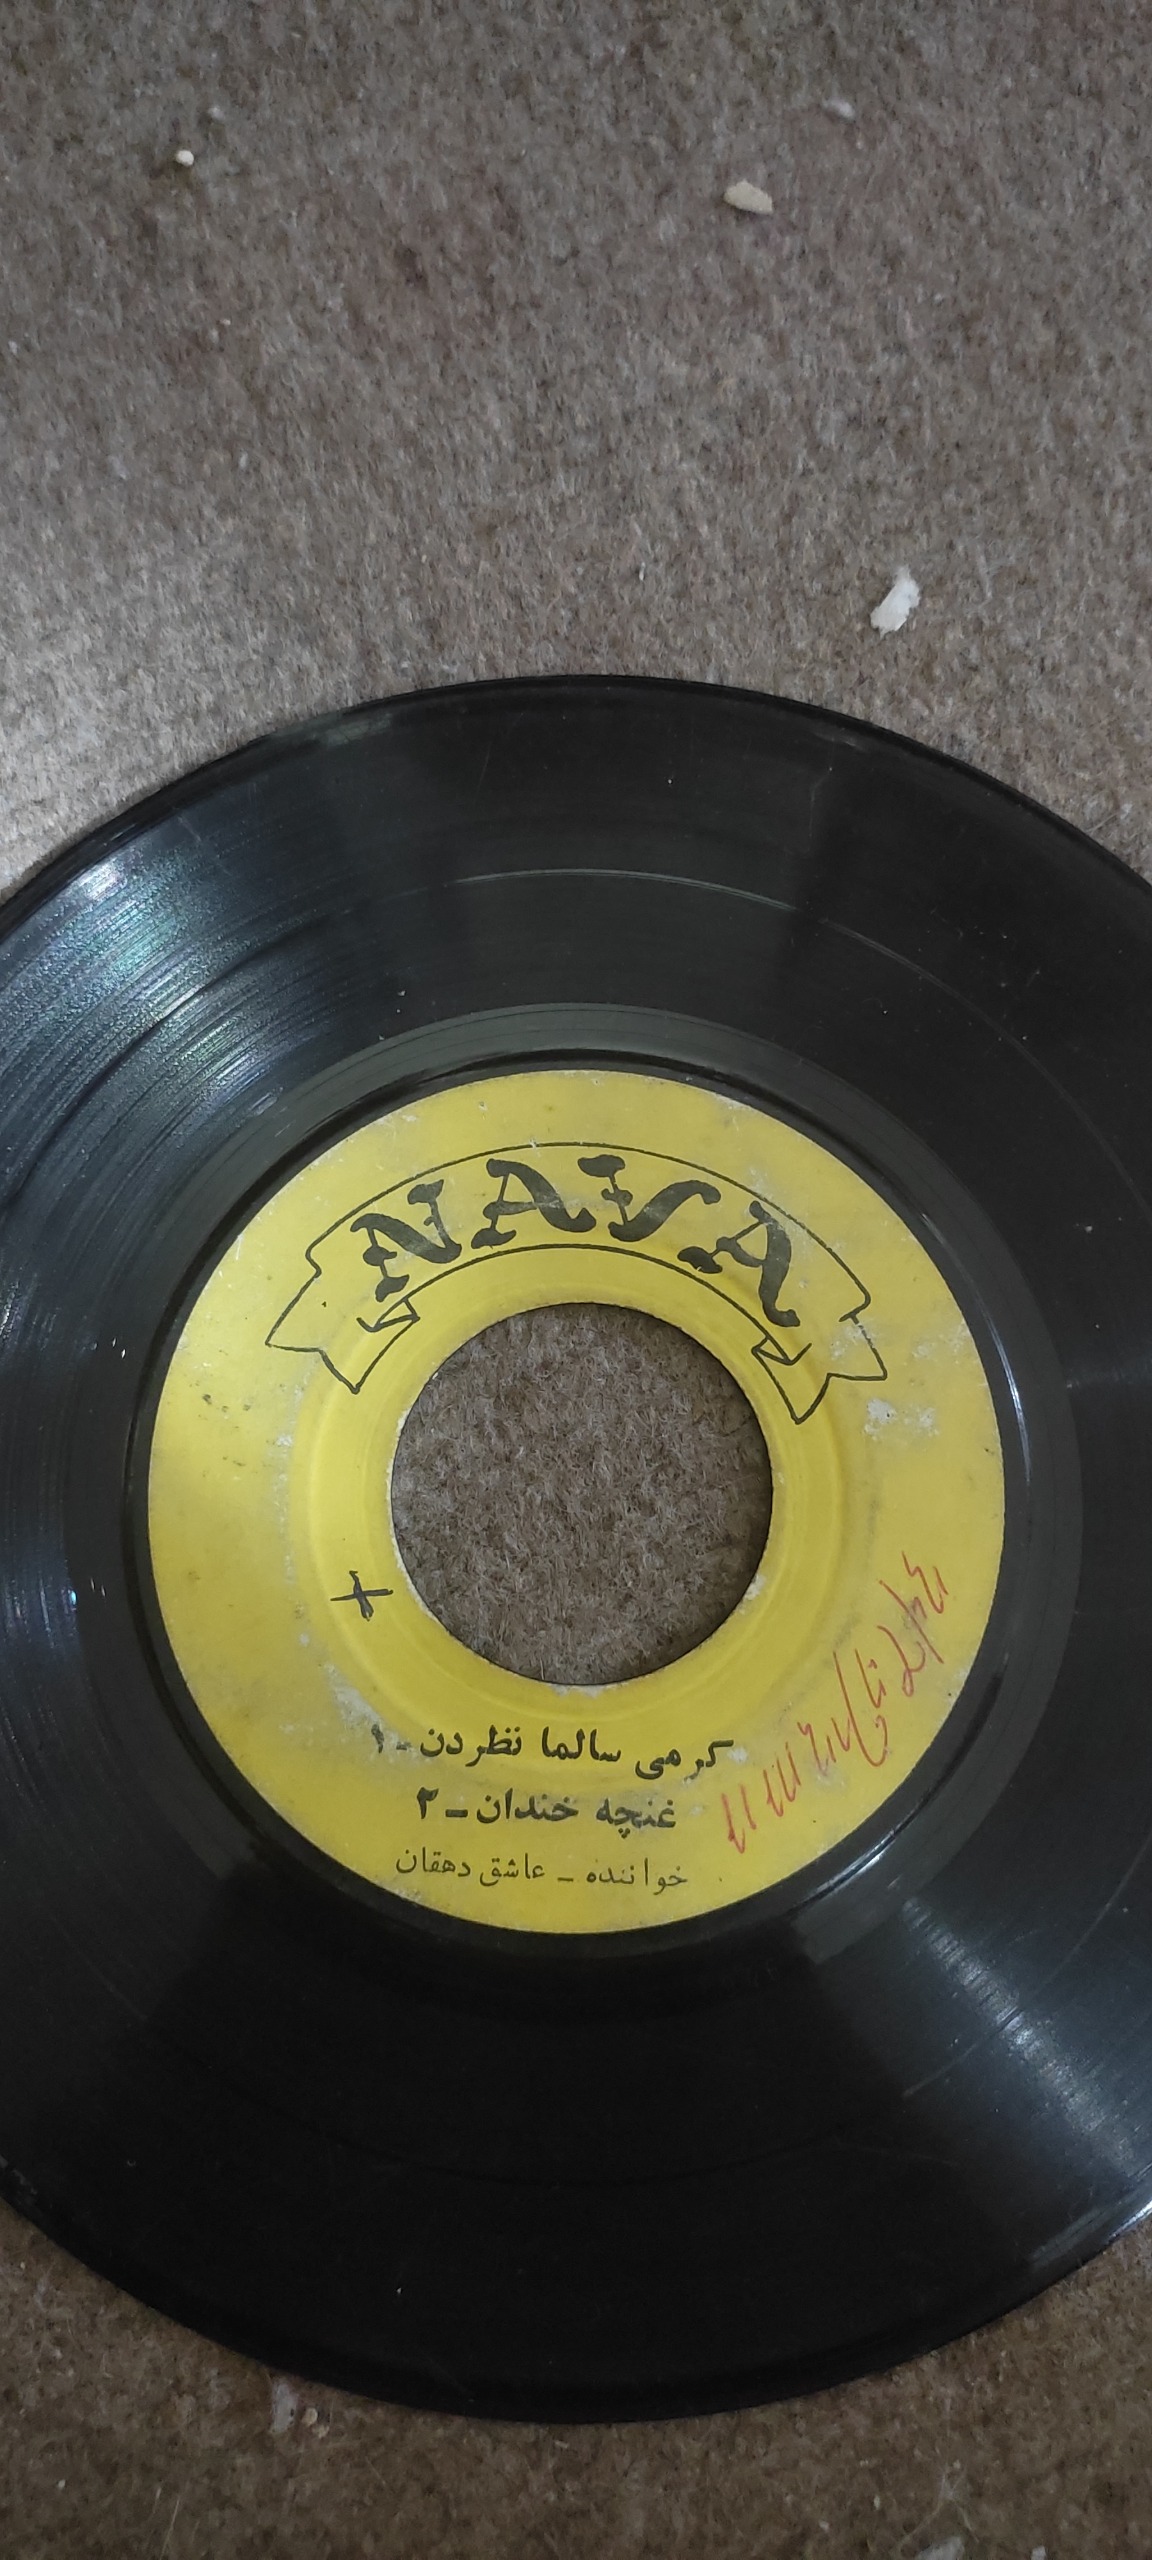 NAVA
+
کرمی سالما نظردن - ۱
غنچه خندان - ۲
خواننده - عاشق دهقان